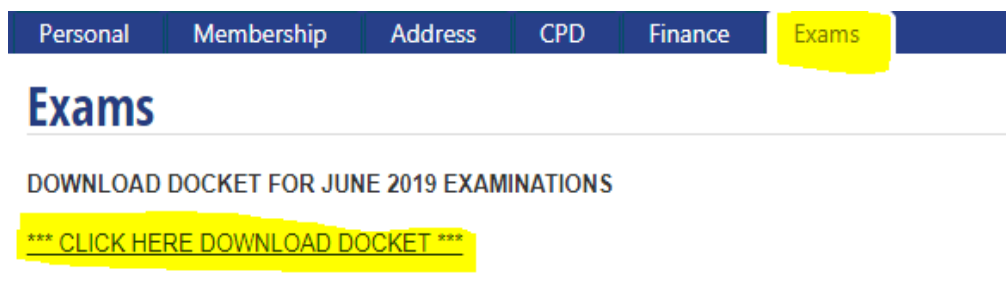 Personal Membership Address CPD Finance Exams
Exams
DOWNLOAD DOCKET FOR JUNE 2019 EXAMINATIONS
*** CLICK HERE DOWNLOAD DOCKET ***